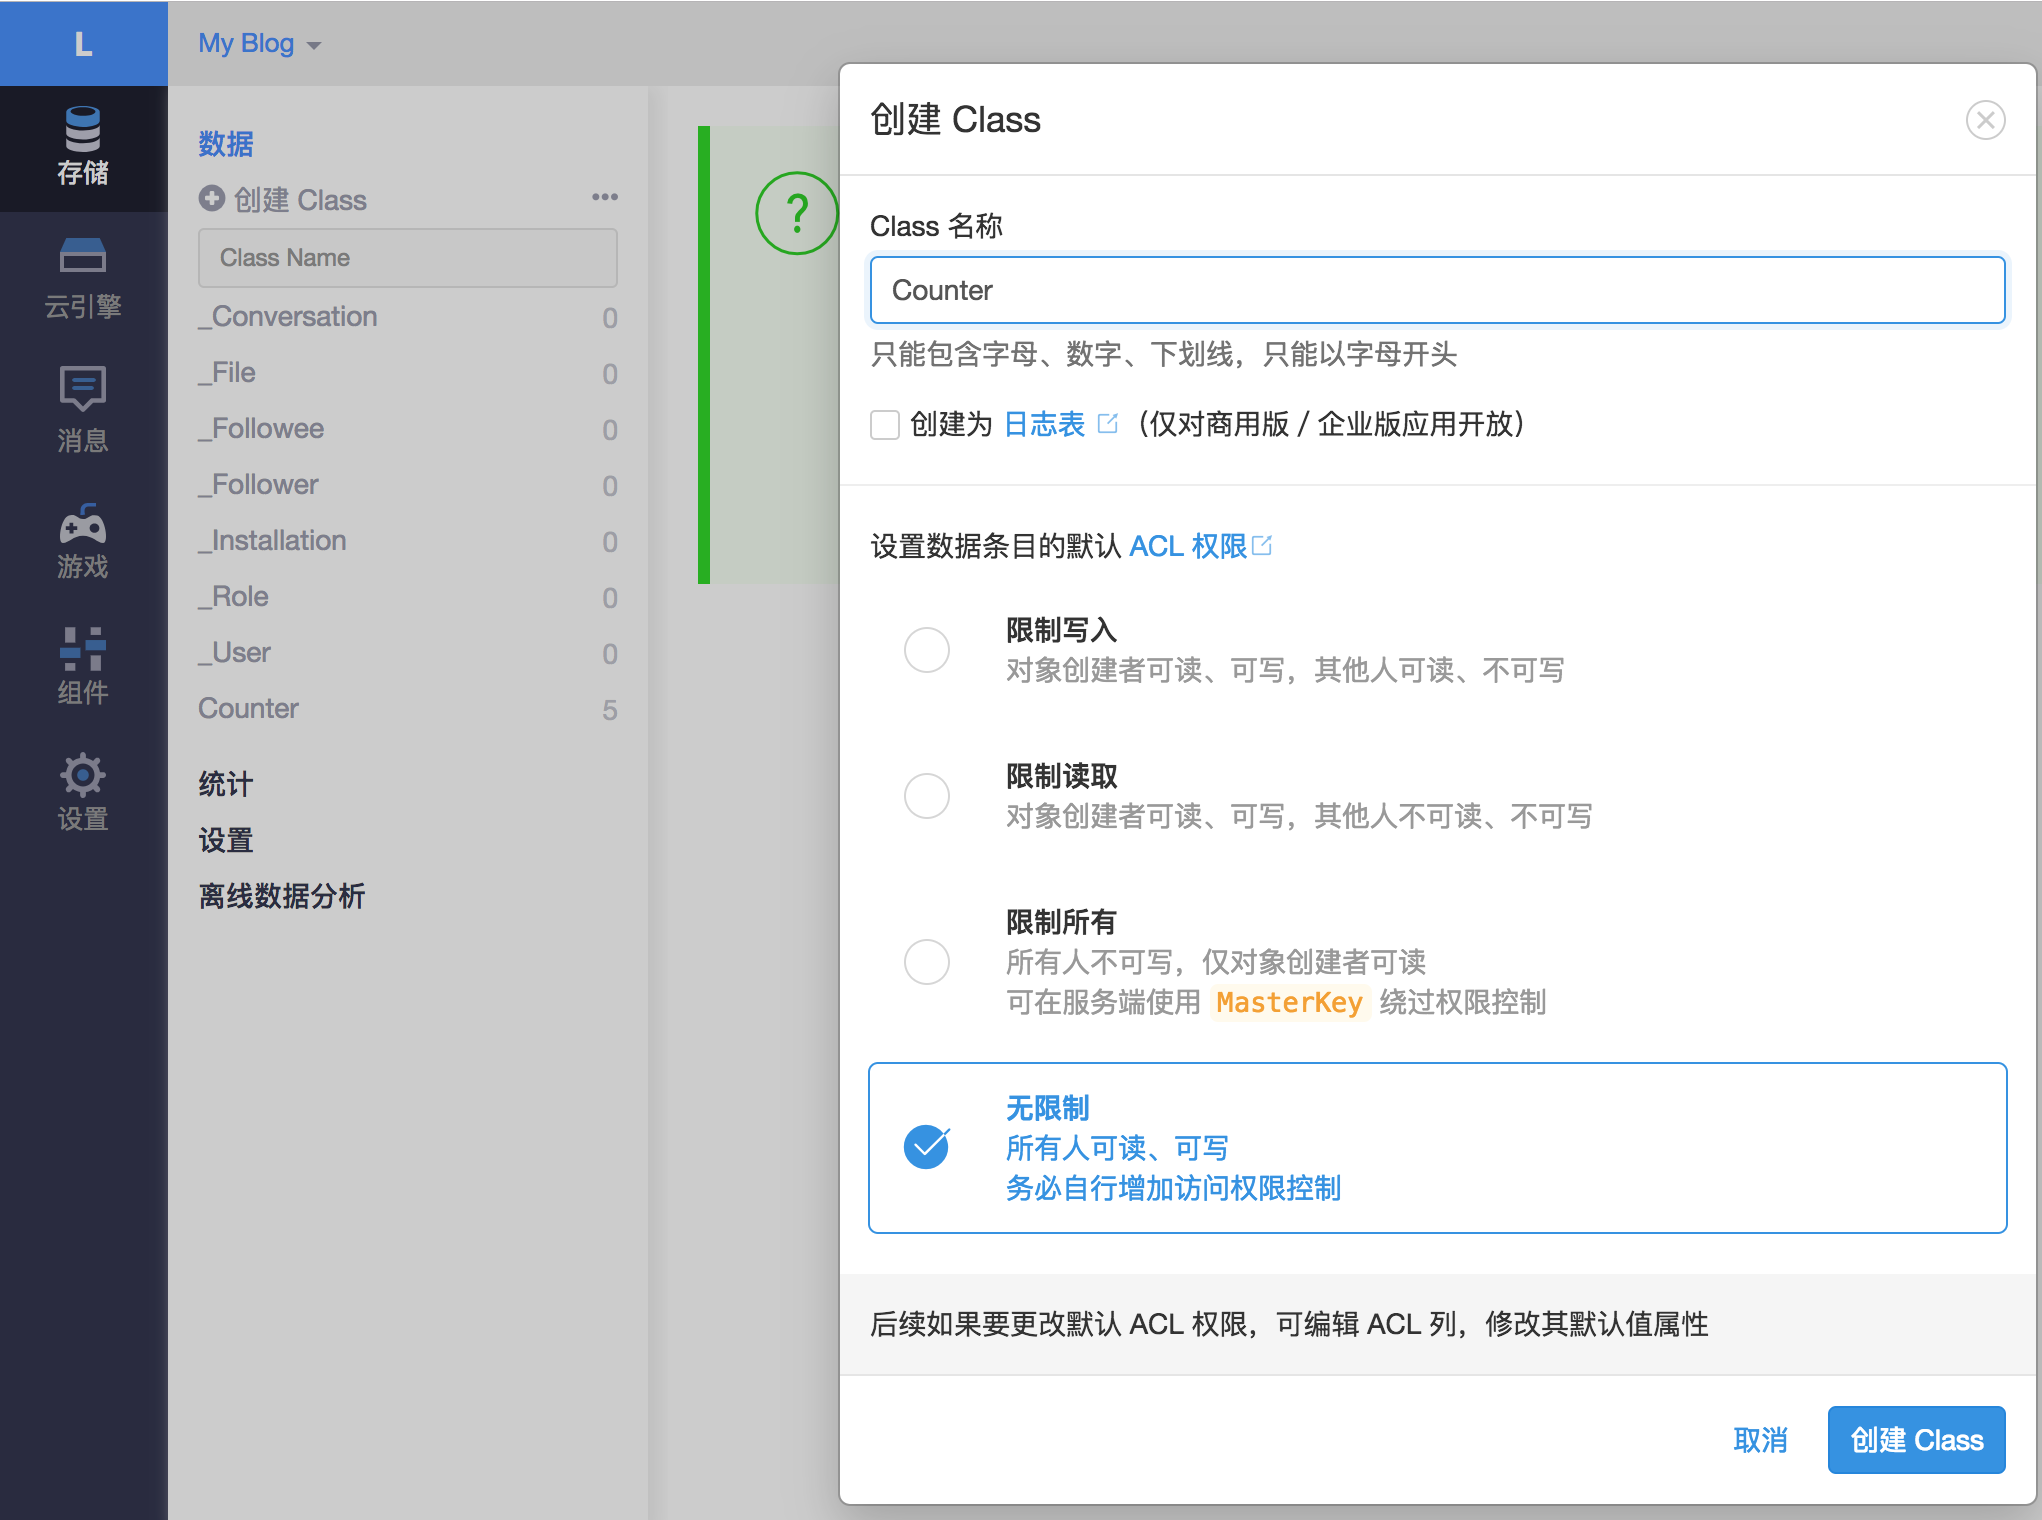 L
My Blog
存储
云引擎
消息
游戏
组件
设置
数据
创建 Class
Class Name
_Conversation 0
_File 0
_Followee 0
_Follower 0
_Installation 0
_Role 0
_User 0
Counter 5
统计
设置
离线数据分析
?
创建 Class
Class 名称
Counter
只能包含字母、数字、下划线，只能以字母开头
创建为 日志表 （仅对商用版 / 企业版应用开放）
设置数据条目的默认 ACL 权限
限制写入
对象创建者可读、可写，其他人可读、不可写
限制读取
对象创建者可读、可写，其他人不可读、不可写
限制所有
所有人不可写，仅对象创建者可读
可在服务端使用 MasterKey 绕过权限控制
无限制
所有人可读、可写
务必自行增加访问权限控制
后续如果要更改默认 ACL 权限，可编辑 ACL 列，修改其默认值属性
取消
创建 Class